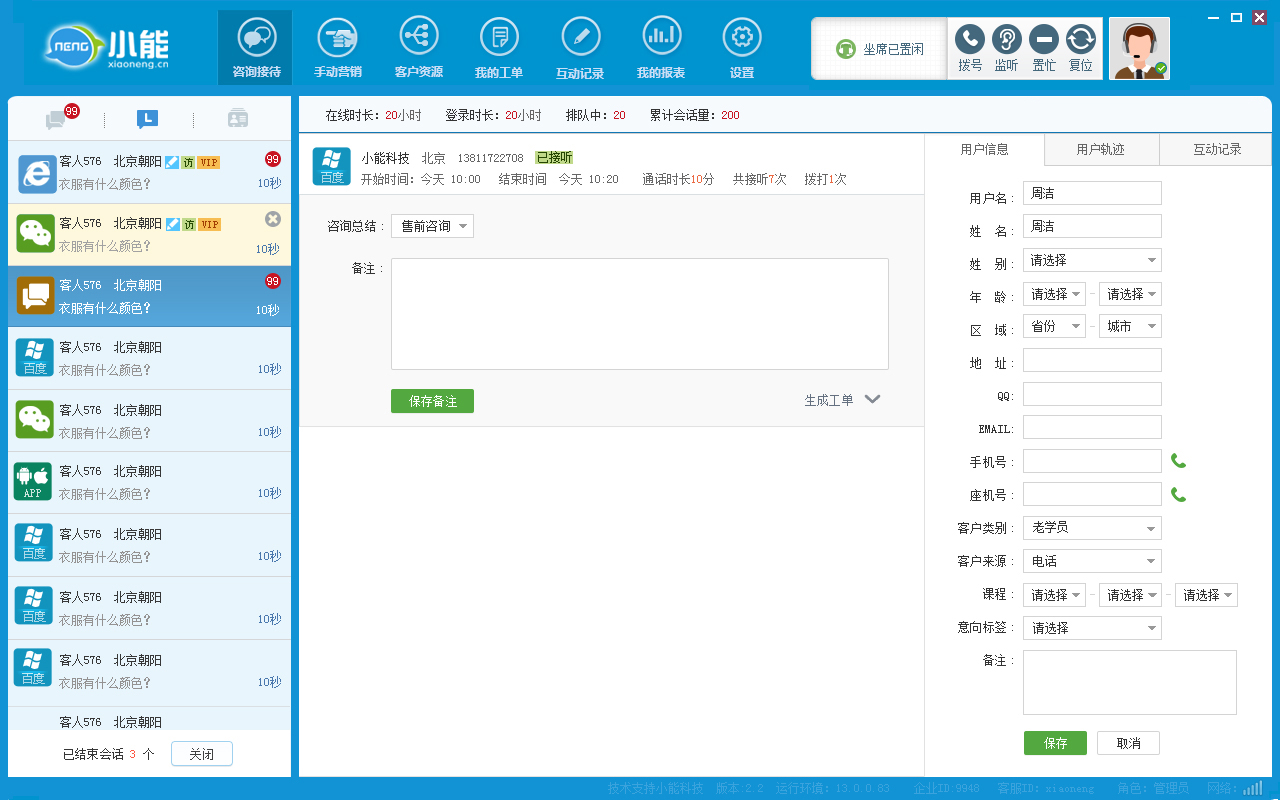 NENG 小能
xiaoneng.cn
咨询接待 手动营销 客户资源 我的工单 互动记录 我的报表 设置
坐席已置闲
拨号 监听 置忙 复位
99
在线时长：20小时 登录时长：20小时 排队中：20 累计会话量：200
客人576 北京朝阳 访 VIP 99
衣服有什么颜色? 10秒
客人576 北京朝阳 访 VIP
衣服有什么颜色? 10秒
客人576 北京朝阳 99
衣服有什么颜色? 10秒
客人576 北京朝阳
百度 衣服有什么颜色? 10秒
客人576 北京朝阳
衣服有什么颜色? 10秒
客人576 北京朝阳
APP 衣服有什么颜色? 10秒
客人576 北京朝阳
百度 衣服有什么颜色? 10秒
客人576 北京朝阳
百度 衣服有什么颜色? 10秒
客人576 北京朝阳
百度 衣服有什么颜色? 10秒
客人576 北京朝阳
已结束会话 3 个 关闭
小能科技 北京 13811722708 已接听
百度 开始时间：今天 10:00 结束时间 今天 10:20 通话时长10分 共接听7次 拨打1次
咨询总结： 售前咨询
备注：
保存备注 生成工单
用户信息 用户轨迹 互动记录
用户名： 周洁
姓 名： 周洁
姓 别： 请选择
年 龄： 请选择 - 请选择
区 域： 省份 - 城市
地 址：
QQ:
EMAIL:
手机号：
座机号：
客户类别： 老学员
客户来源： 电话
课程： 请选择 - 请选择 - 请选择
意向标签： 请选择
备注：
保存 取消
技术支持小能科技 版本:2.2 运行环境：13.0.0.83 企业ID:9948 客服ID：xiaoneng 角色：管理员 网络: